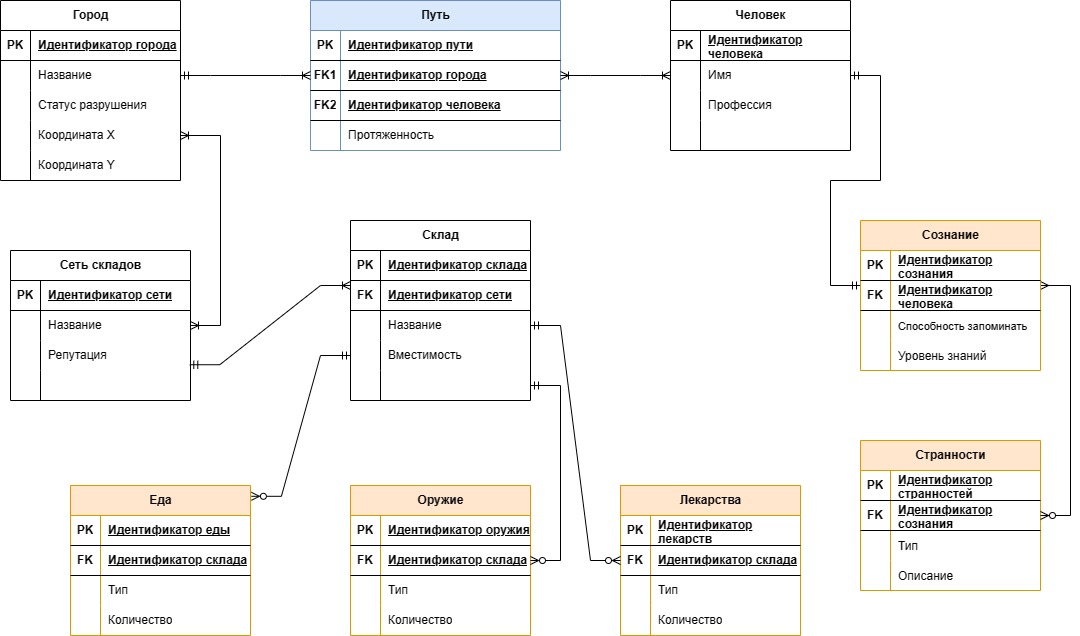 Город
PK Идентификатор города
Название
Статус разрушения
Координата X
Координата Y
Путь
PK Идентификатор пути
FK1 Идентификатор города
FK2 Идентификатор человека
Протяженность
Человек
PK Идентификатор
человека
Имя
Профессия
Сеть складов
PK Идентификатор сети
Название
Репутация
Склад
PK Идентификатор склада
FK Идентификатор сети
Название
Вместимость
Сознание
PK Идентификатор
сознания
FK Идентификатор
человека
Способность запоминать
Уровень знаний
Еда
PK Идентификатор еды
FK Идентификатор склада
Тип
Количество
Оружие
PK Идентификатор оружия
FK Идентификатор склада
Тип
Количество
Лекарства
PK Идентификатор
лекарств
FK Идентификатор склада
Тип
Количество
Странности
PK Идентификатор
странностей
FK Идентификатор
сознания
Тип
Описание